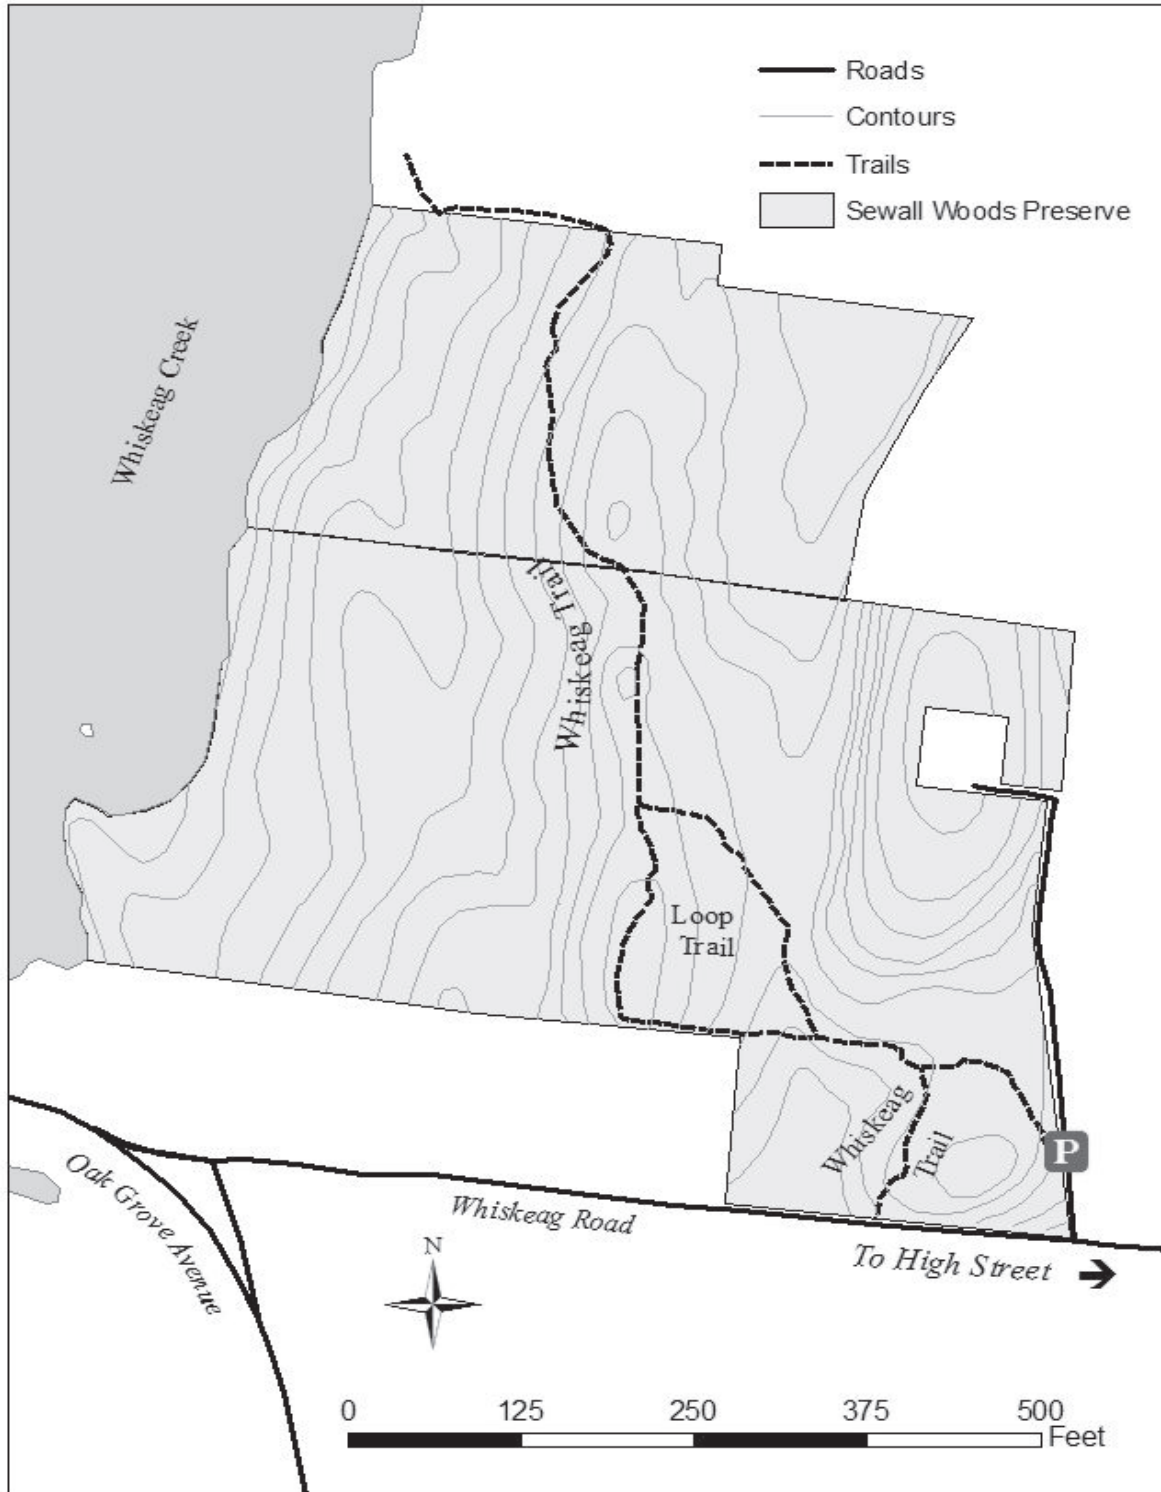 Roads
Contours
Trails
Sewall Woods Preserve
Whiskeag Creek
Whiskeag Trail
Loop
Trail
Whiskeag
Trail
P
Oak Grove Avenue
Whiskeag Road
To High Street
N
0 125 250 375 500
Feet